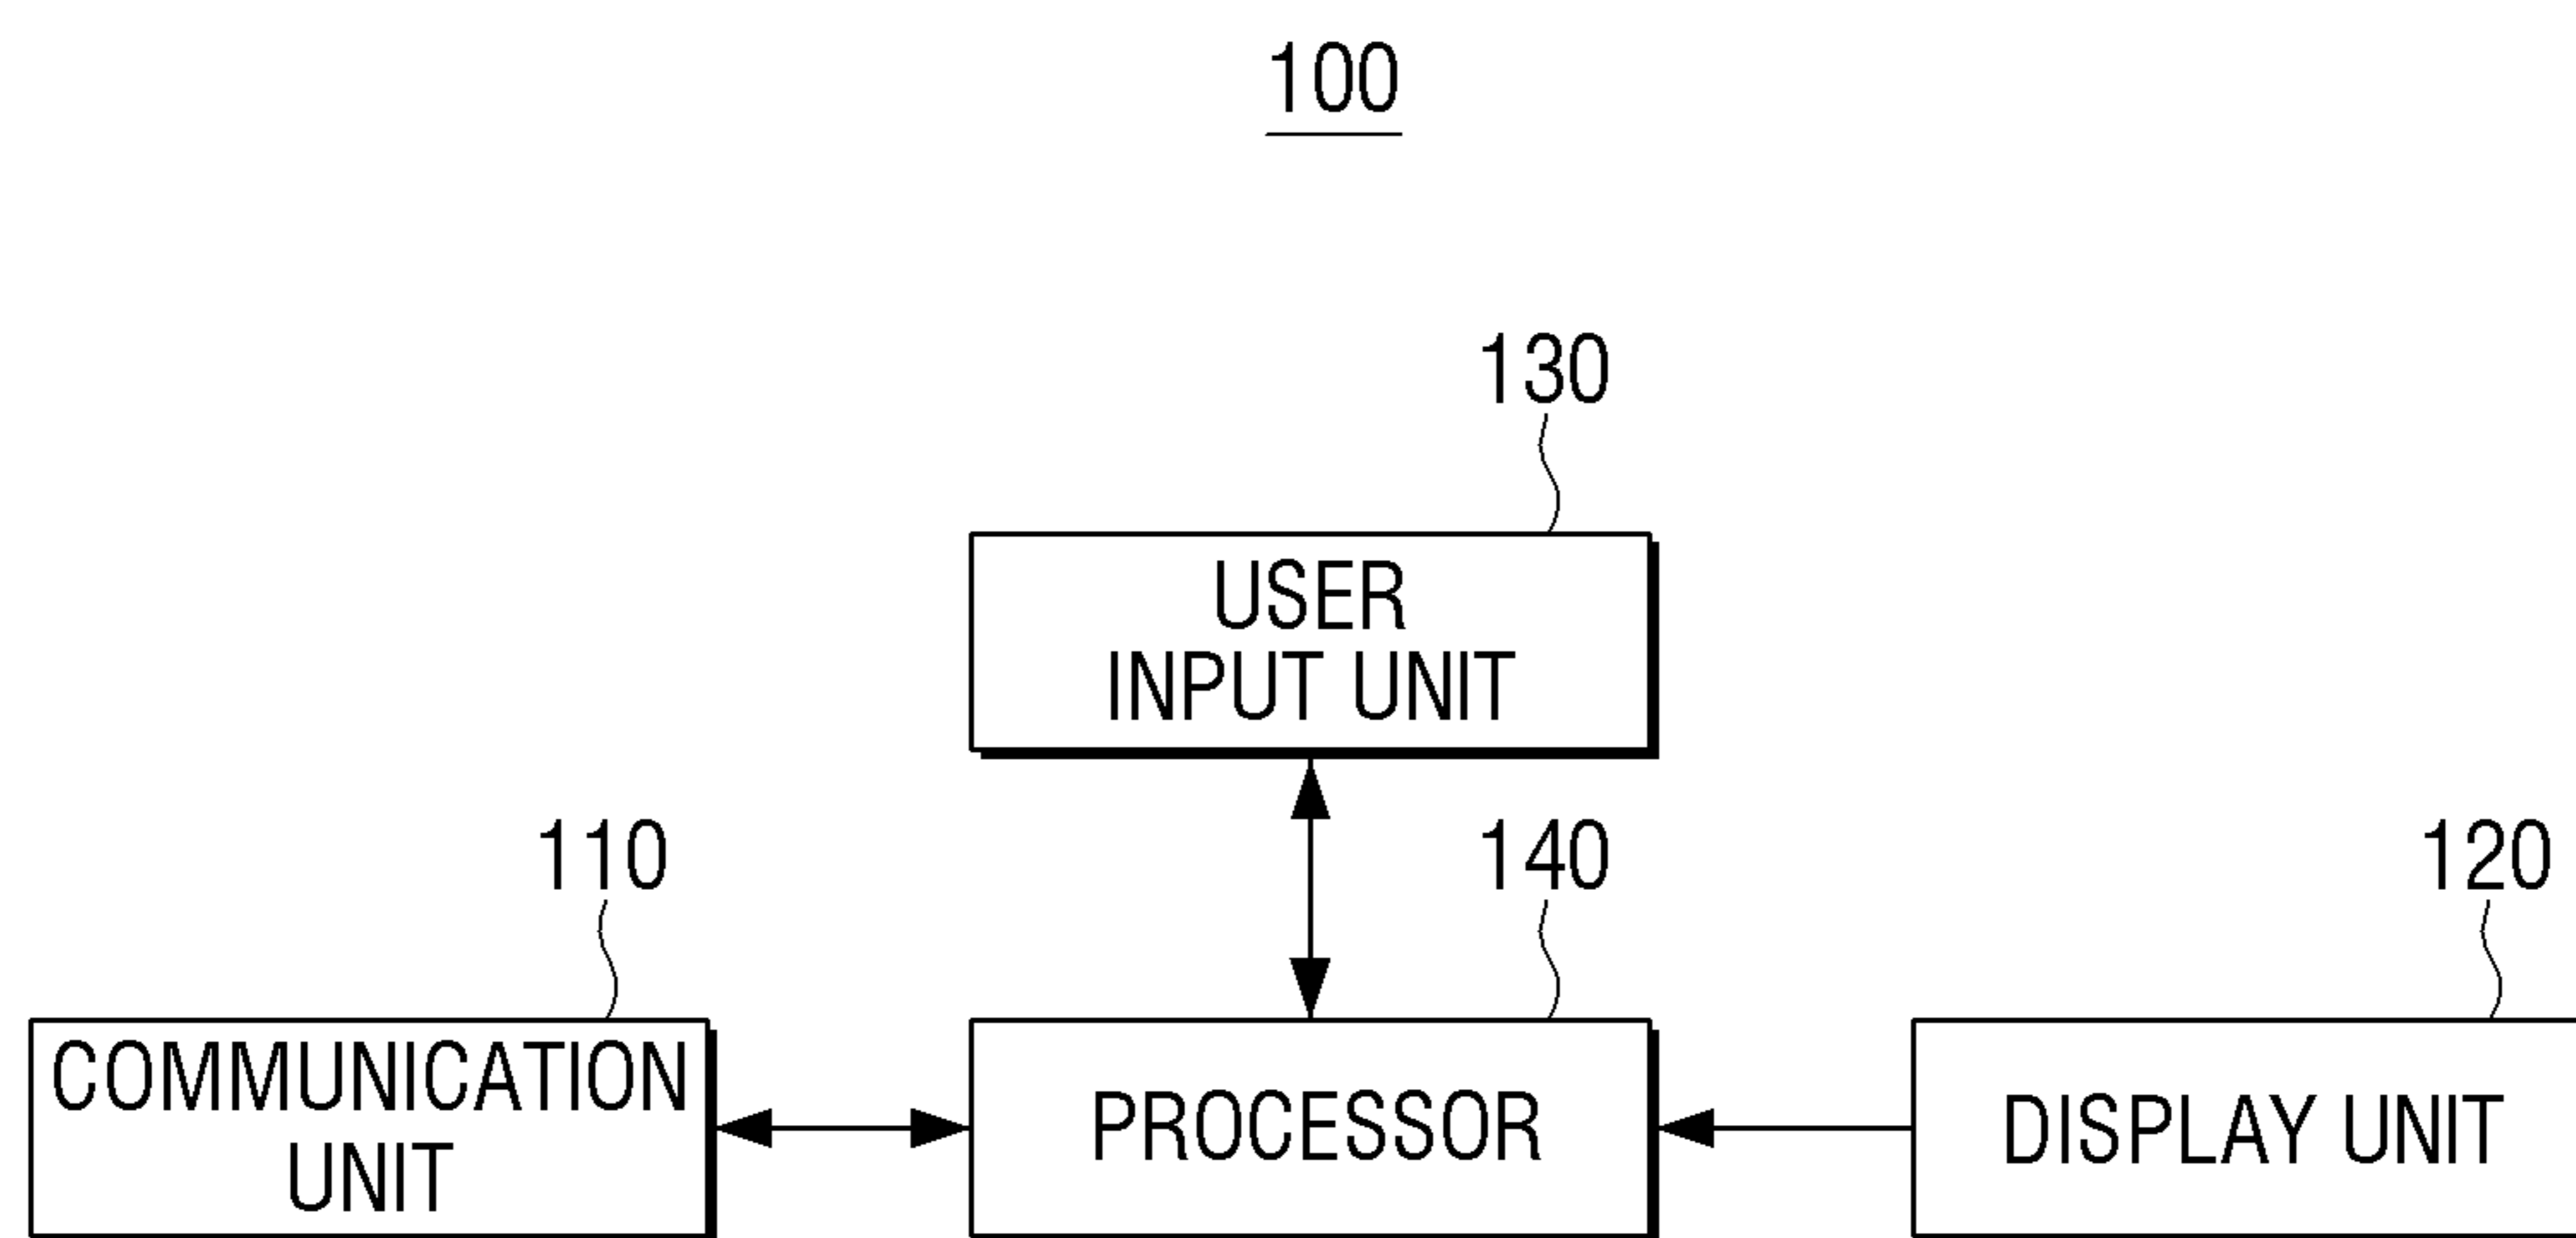 100
130
USER
INPUT UNIT
110
140
120
COMMUNICATION
UNIT
PROCESSOR
DISPLAY UNIT